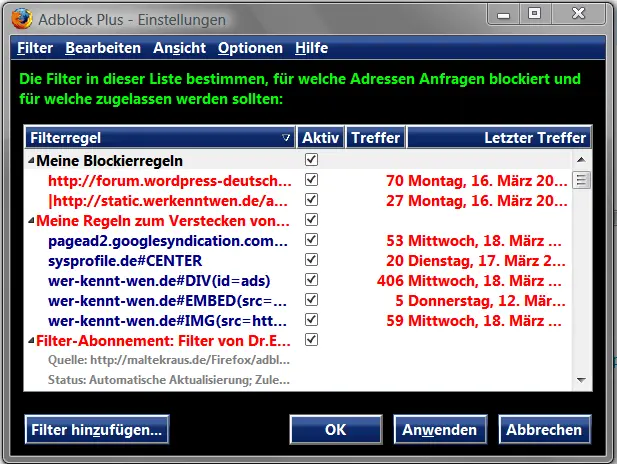 Adblock Plus - Einstellungen
Filter Bearbeiten Ansicht Optionen Hilfe
Die Filter in dieser Liste bestimmen, für welche Adressen Anfragen blockiert und
für welche zugelassen werden sollten:
Filterregel Aktiv Treffer Letzter Treffer
Meine Blockierregeln
http://forum.wordpress-deutsch... 70 Montag, 16. März 20...
|http://static.werkenntwen.de/a... 27 Montag, 16. März 20...
Meine Regeln zum Verstecken von...
pagead2.googlesyndication.com... 53 Mittwoch, 18. März ...
sysprofile.de#CENTER 20 Dienstag, 17. März 2...
wer-kennt-wen.de#DIV(id=ads) 406 Mittwoch, 18. März ...
wer-kennt-wen.de#EMBED(src=... 5 Donnerstag, 12. Mär...
wer-kennt-wen.de#IMG(src=htt... 59 Mittwoch, 18. März ...
Filter-Abonnement: Filter von Dr.E...
Quelle: http://maltekraus.de/Firefox/adbl...
Status: Automatische Aktualisierung; Zule...
Filter hinzufügen... OK Anwenden Abbrechen